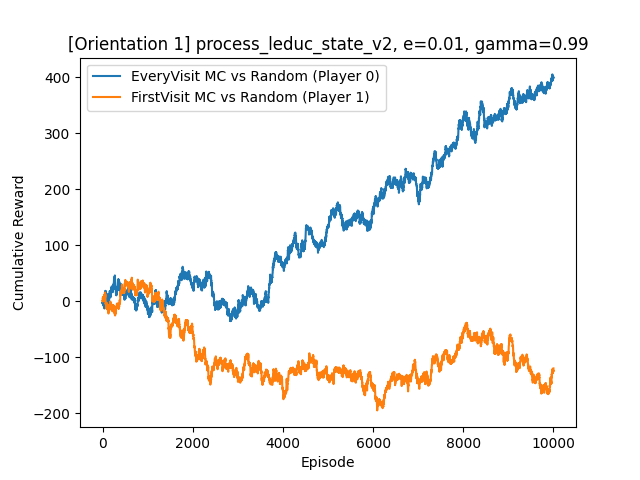 [Orientation 1] process_leduc_state_v2, e=0.01, gamma=0.99
EveryVisit MC vs Random (Player 0)
FirstVisit MC vs Random (Player 1)
400
300
200
100
0
−100
−200
Cumulative Reward
0 2000 4000 6000 8000 10000
Episode